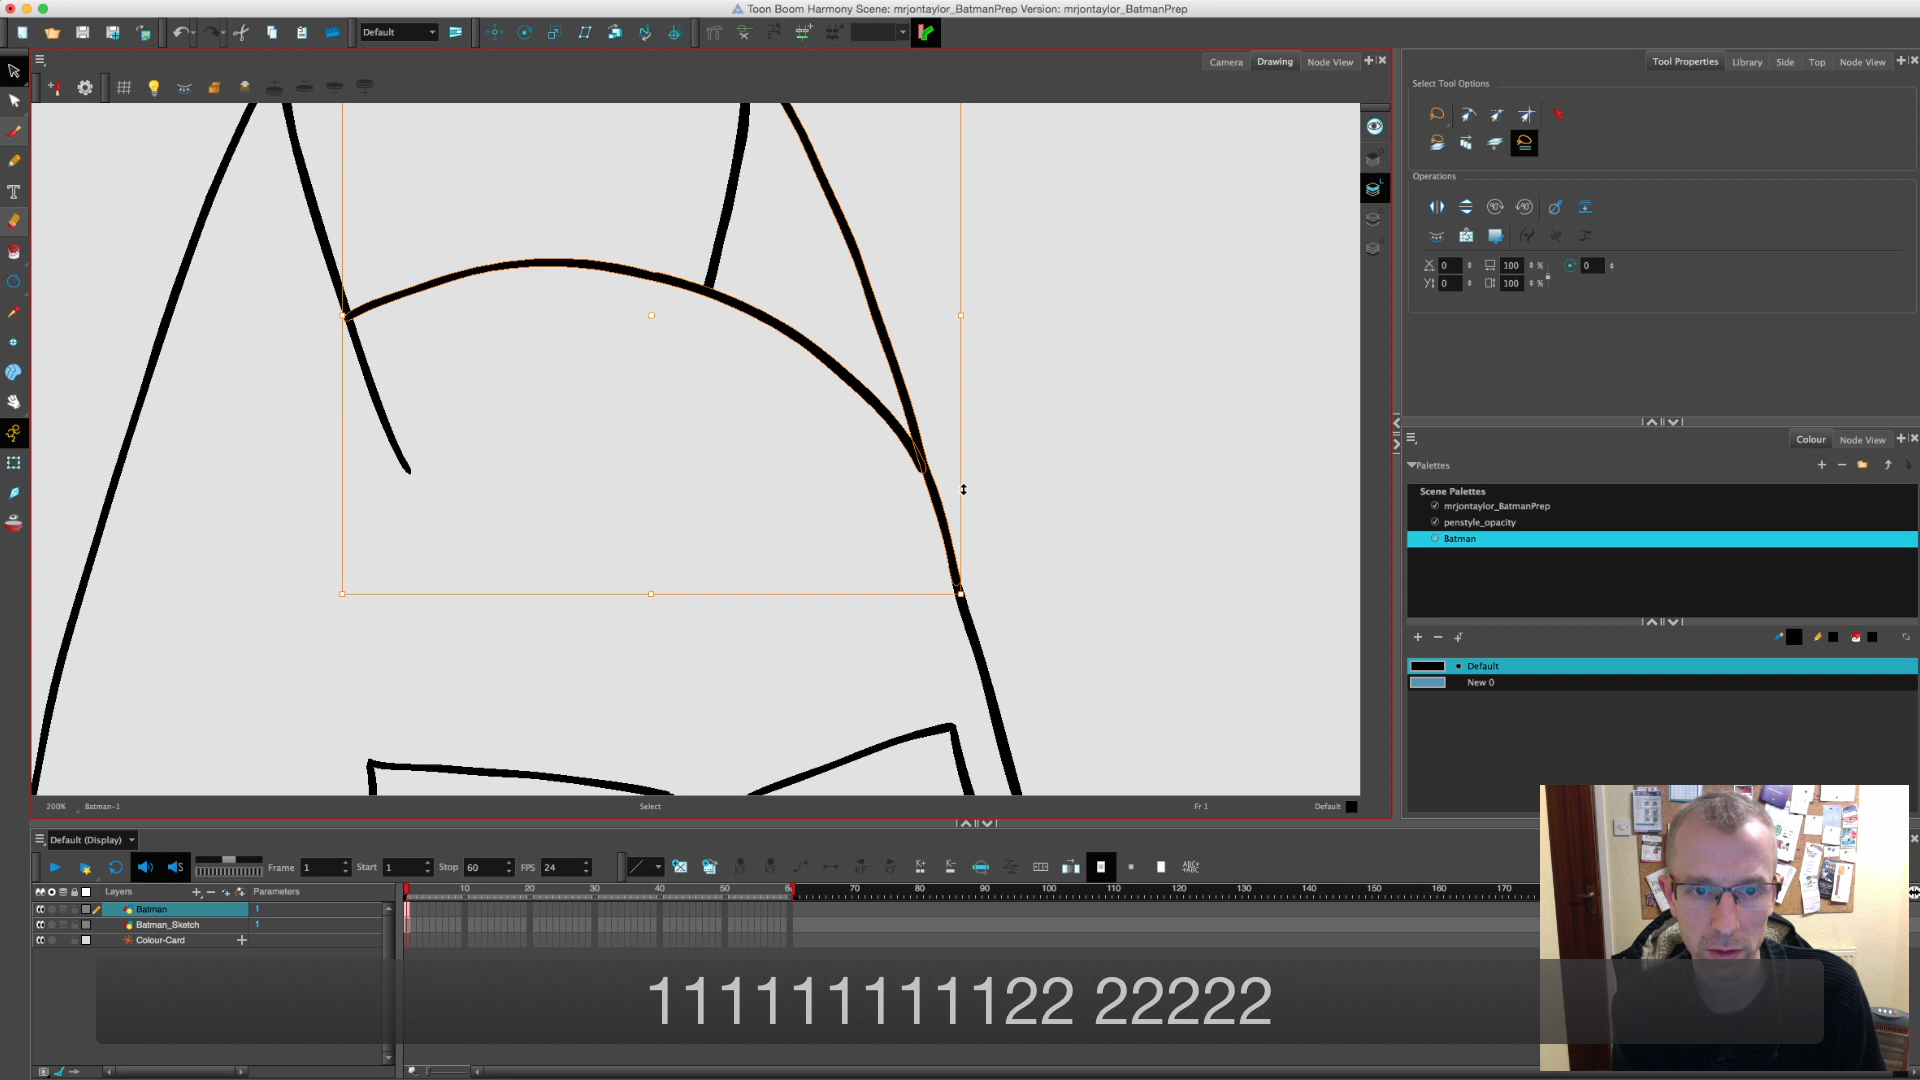 Toon Boom Harmony Scene: mrjontaylor_BatmanPrep Version: mrjontaylor_BatmanPrep
Default
Camera Drawing Node View
Tool Properties Library Side Top Node View
Select Tool Options
Operations
X 0 100 % 0
Y 0 100 %
Colour Node View
Palettes
Scene Palettes
mrjontaylor_BatmanPrep
penstyle_opacity
Batman
Default
New 0
200% Batman-1 Select Fr 1 Default
Default (Display)
Frame 1 Start 1 Stop 60 FPS 24
Layers Parameters
10 20 30 40 50 70 80 90 100 110 120 130 140 150 160 170
Batman 1
Batman_Sketch 1
Colour-Card
11111111111122 22222